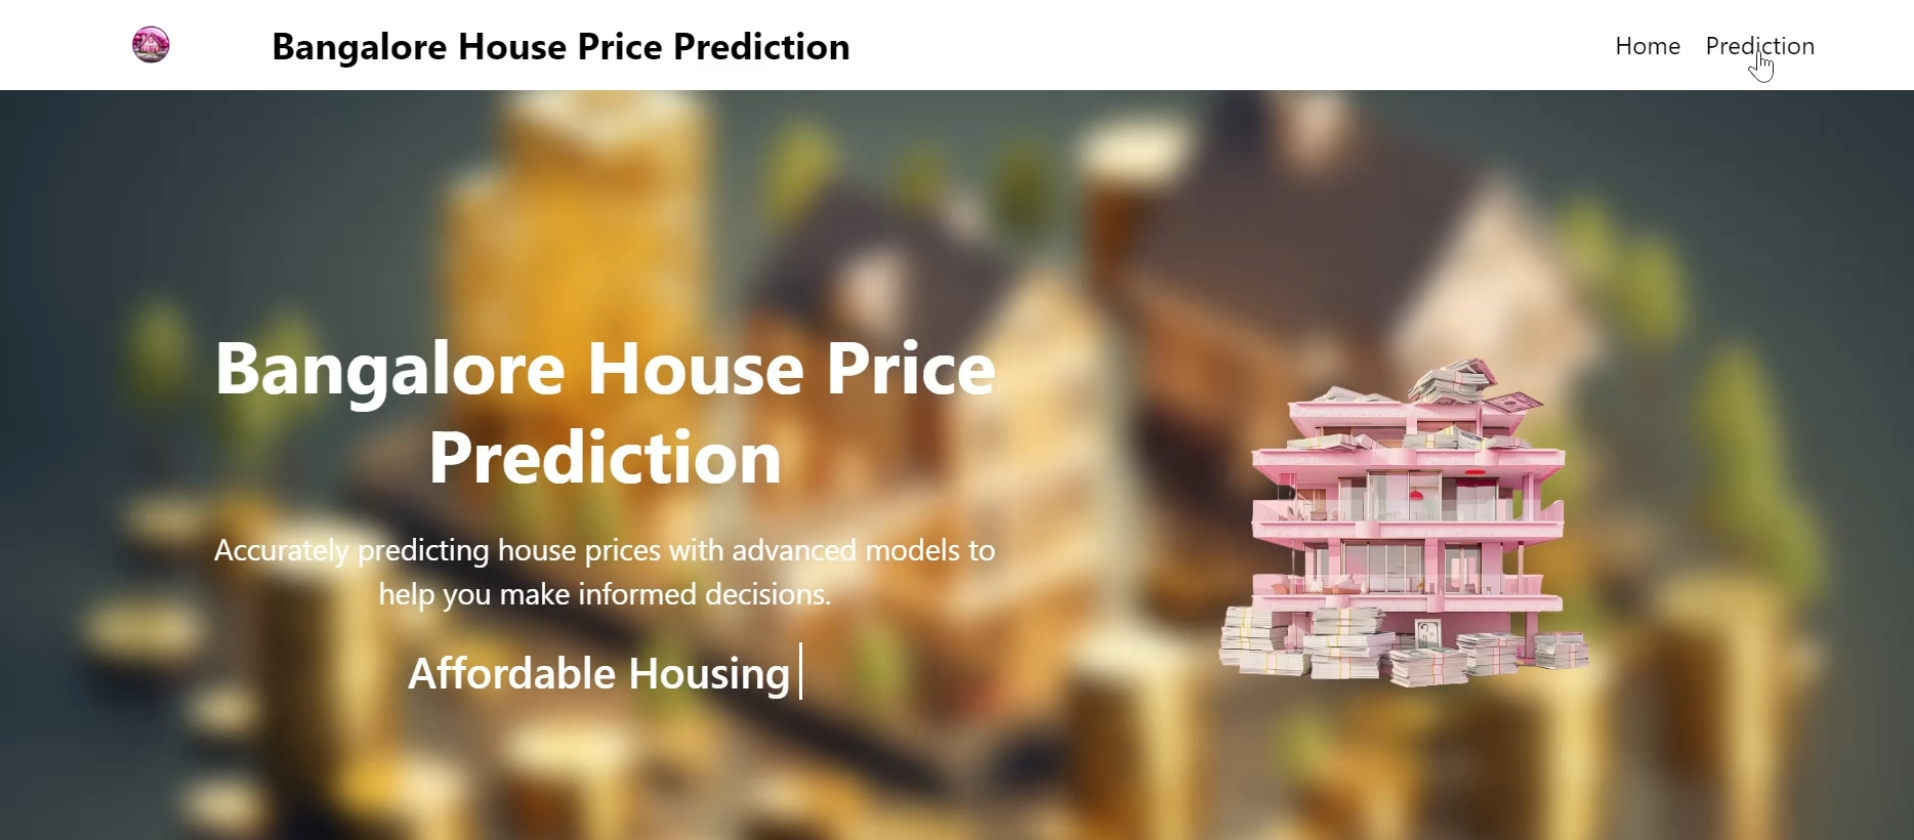 Bangalore House Price Prediction
Home
Prediction
Bangalore House Price
Prediction
Accurately predicting house prices with advanced models to
help you make informed decisions.
Affordable Housing